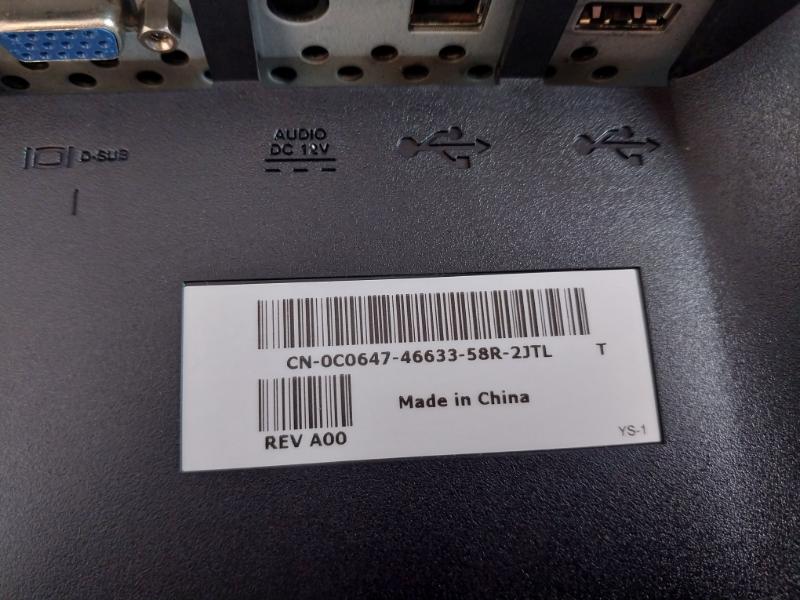 D-SUB
AUDIO
DC 12V
CN-0C0647-46633-58R-2JTL T
Made in China
REV A00
YS-1